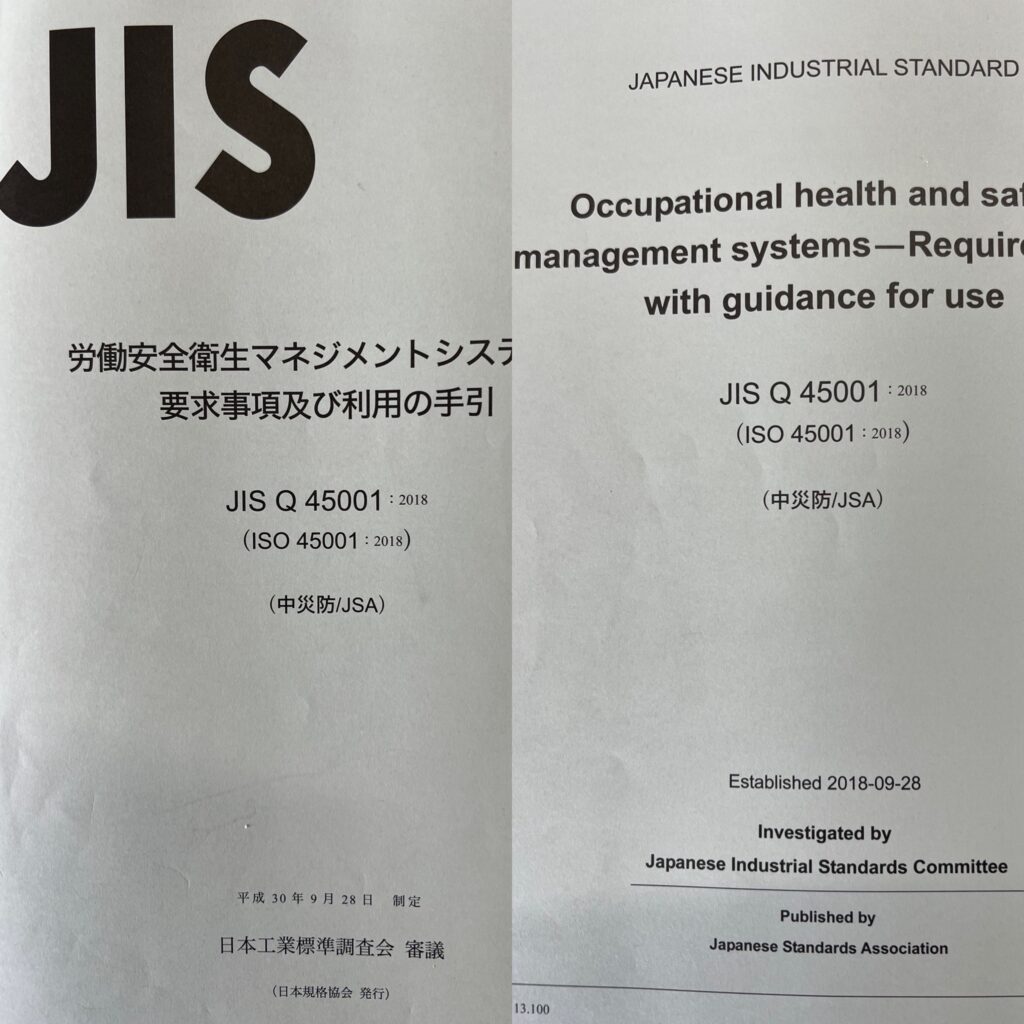 JIS
労働安全衛生マネジメントシステ
要求事項及び利用の手引
JIS Q 45001：2018
（ISO 45001：2018）
（中災防/JSA）
平成 30 年 9 月 28 日 制定
日本工業標準調査会 審議
（日本規格協会 発行）
JAPANESE INDUSTRIAL STANDARD
Occupational health and saf
management systems—Require
with guidance for use
JIS Q 45001：2018
（ISO 45001：2018）
（中災防/JSA）
Established 2018-09-28
Investigated by
Japanese Industrial Standards Committee
Published by
Japanese Standards Association
13.100